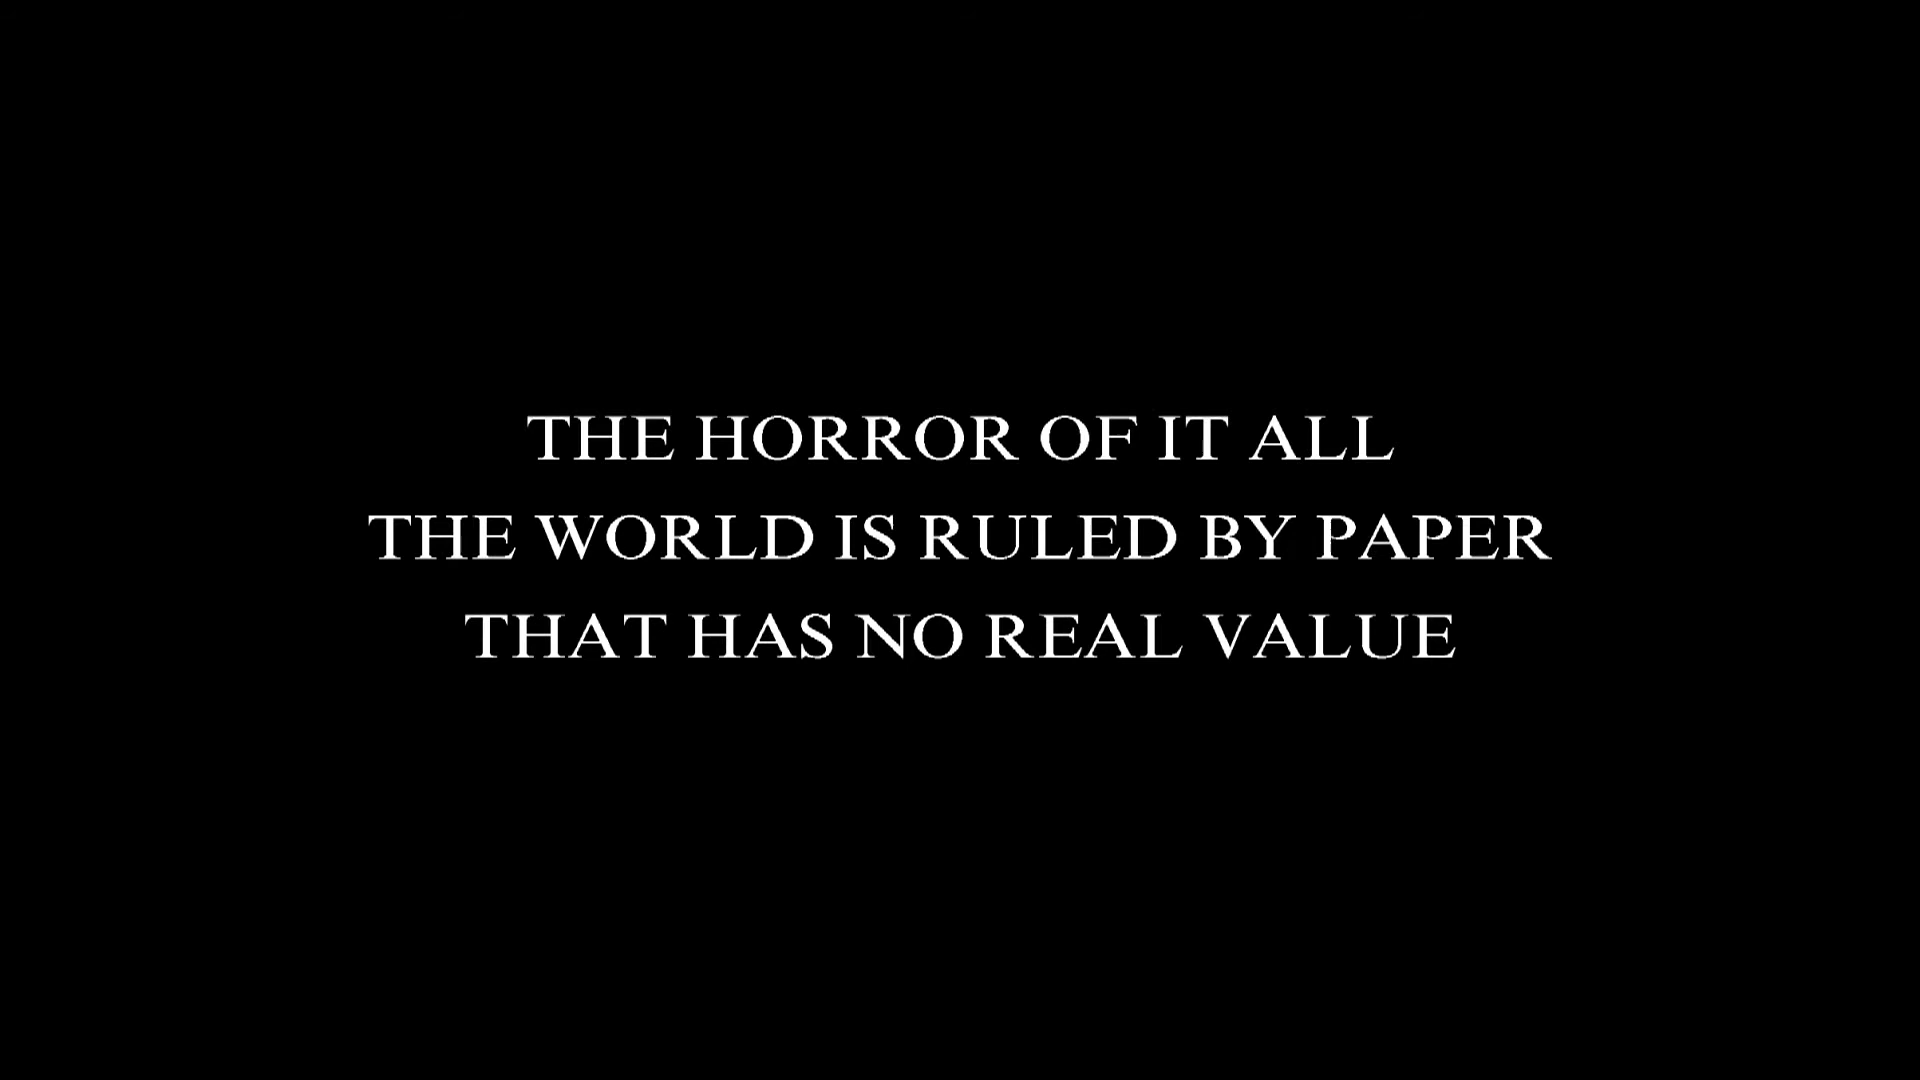 THE HORROR OF IT ALL
THE WORLD IS RULED BY PAPER
THAT HAS NO REAL VALUE